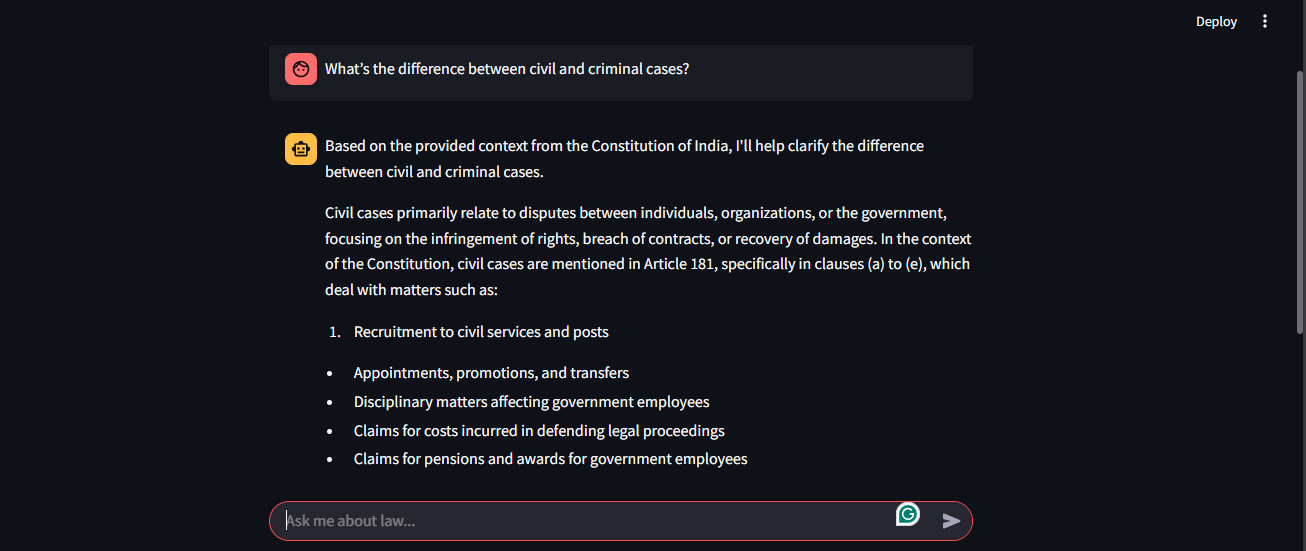 Deploy
What's the difference between civil and criminal cases?
Based on the provided context from the Constitution of India, I'll help clarify the difference
between civil and criminal cases.
Civil cases primarily relate to disputes between individuals, organizations, or the government,
focusing on the infringement of rights, breach of contracts, or recovery of damages. In the context
of the Constitution, civil cases are mentioned in Article 181, specifically in clauses (a) to (e), which
deal with matters such as:
1. Recruitment to civil services and posts
• Appointments, promotions, and transfers
• Disciplinary matters affecting government employees
• Claims for costs incurred in defending legal proceedings
• Claims for pensions and awards for government employees
Ask me about law...